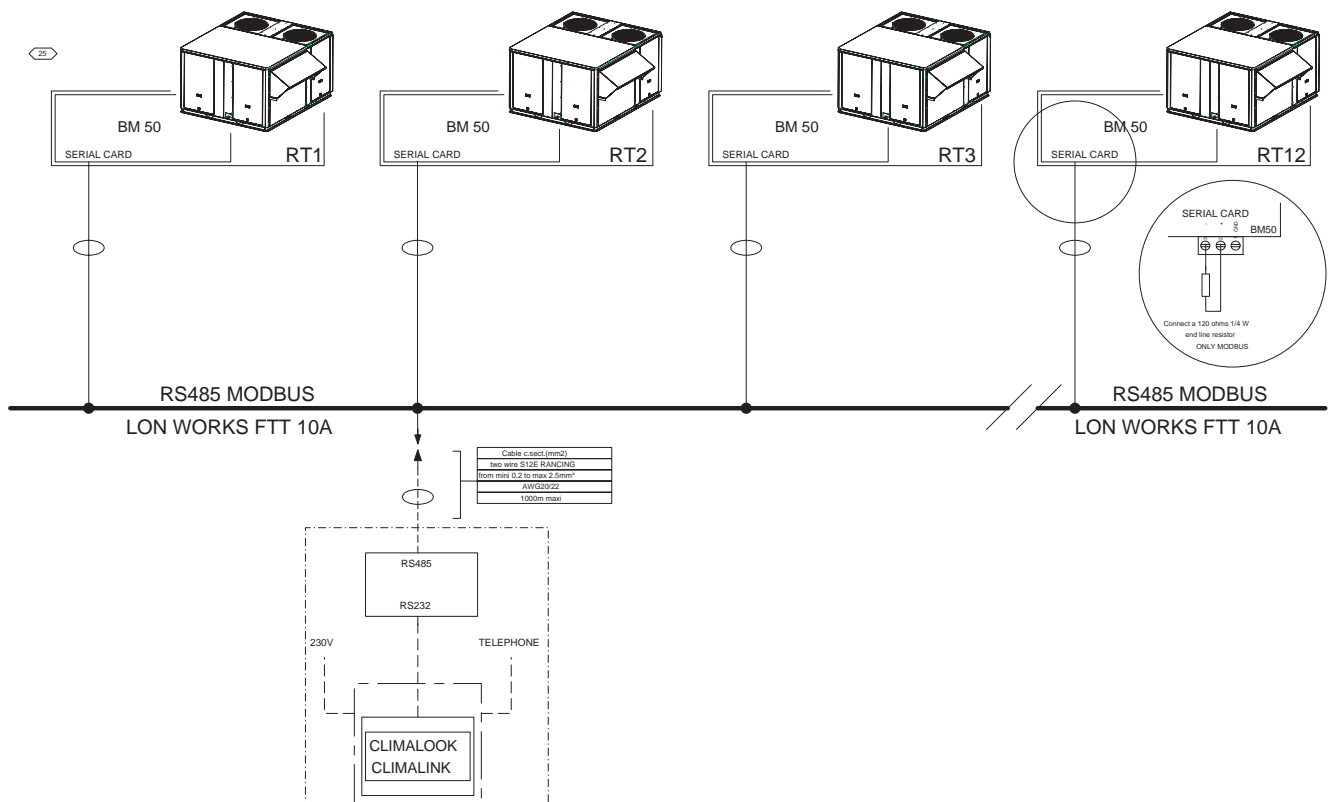 25
BM 50
SERIAL CARD
RT1
BM 50
SERIAL CARD
RT2
BM 50
SERIAL CARD
RT3
BM 50
SERIAL CARD
RT12
SERIAL CARD
- + GND
BM50
Connect a 120 ohms 1/4 W
end line resistor
ONLY MODBUS
RS485 MODBUS
LON WORKS FTT 10A
RS485 MODBUS
LON WORKS FTT 10A
Cable c.sect.(mm2)
two wire S12E RANCING
from mini 0.2 to max 2.5mm²
AWG20/22
1000m maxi
RS485
RS232
230V
TELEPHONE
CLIMALOOK
CLIMALINK